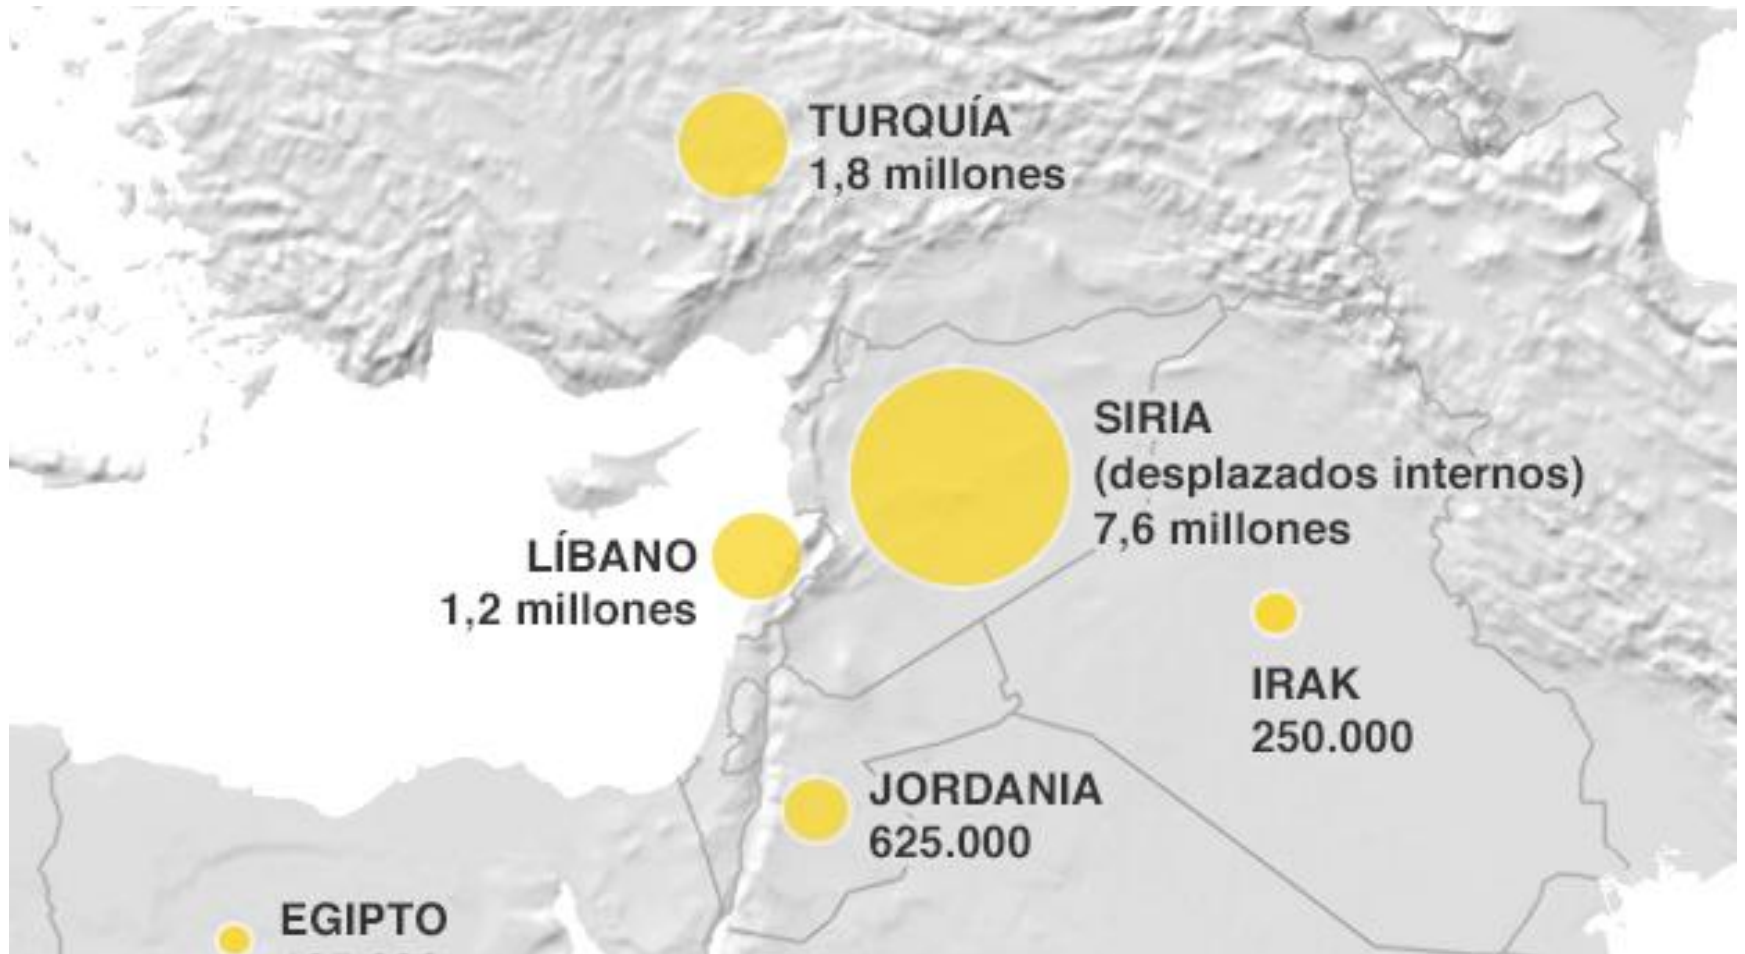 TURQUÍA
1,8 millones
SIRIA
(desplazados internos)
7,6 millones
LÍBANO
1,2 millones
IRAK
250.000
JORDANIA
625.000
EGIPTO